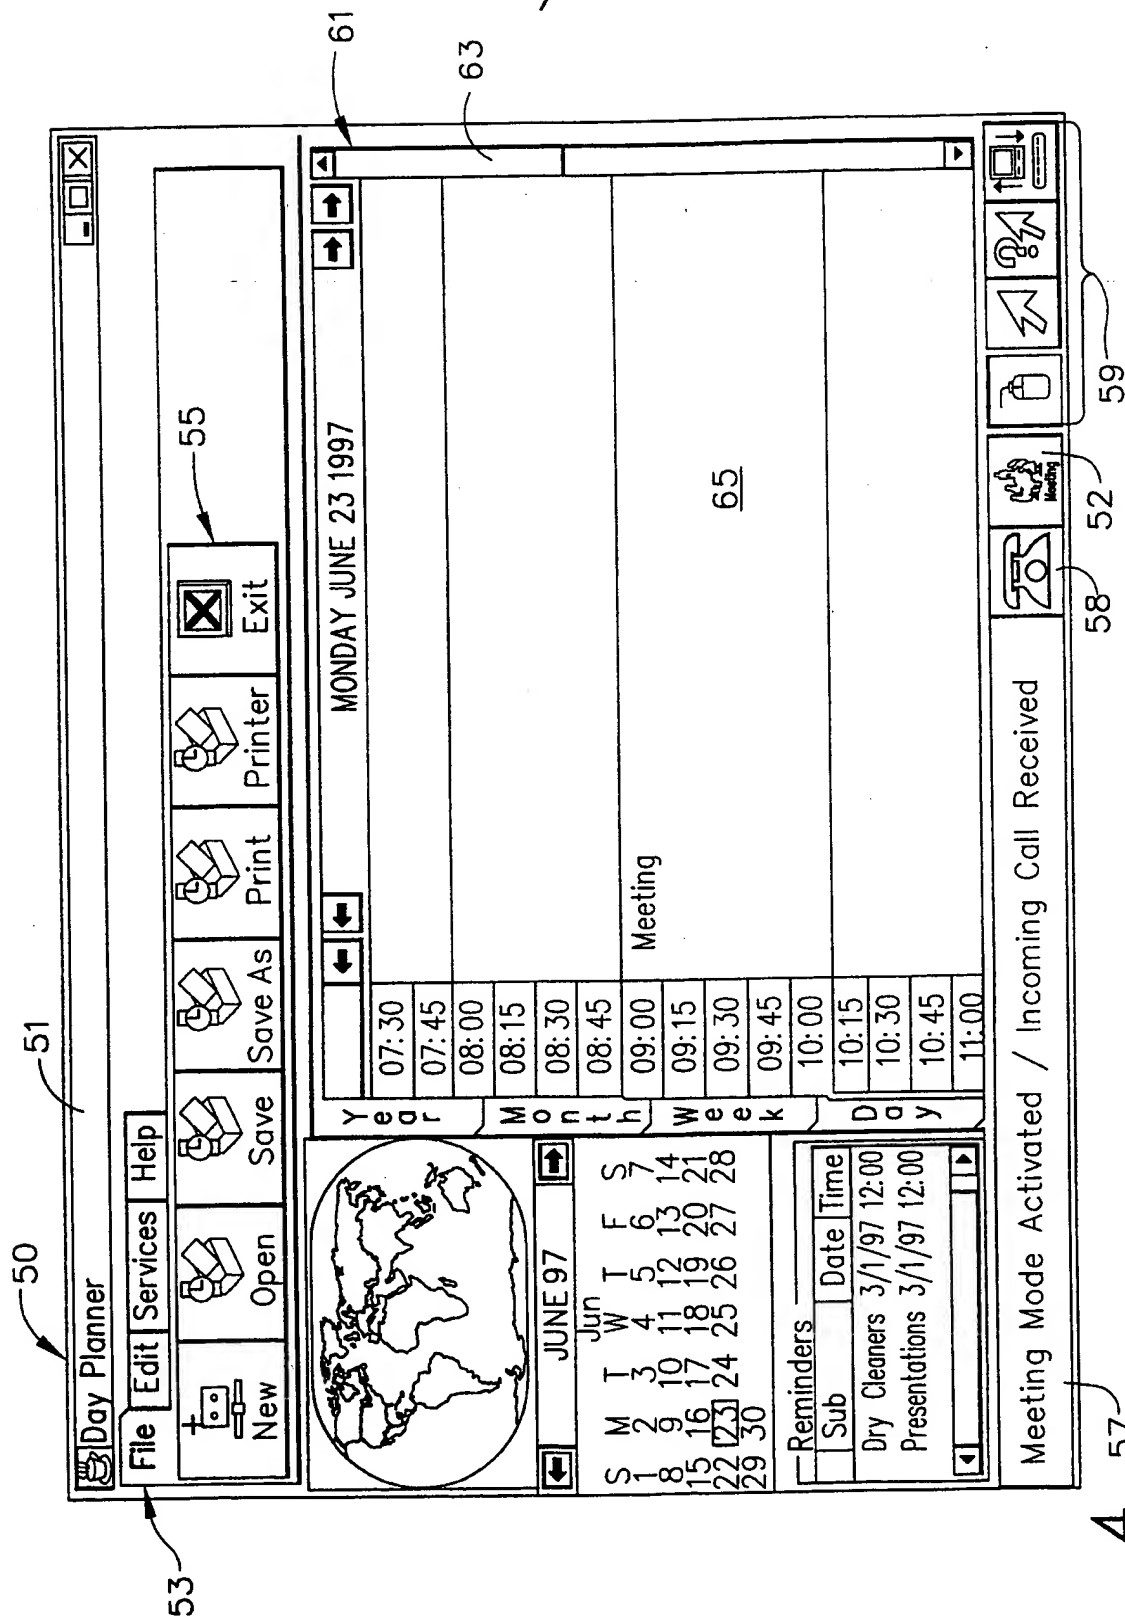 50
51
Day Planner
53
File Edit Services Help
New Open Save Save As Print Printer Exit
55
61
63
MONDAY JUNE 23 1997
JUNE 97
Jun
S M T W T F S
1 2 3 4 5 6 7
8 9 10 11 12 13 14
15 16 17 18 19 20 21
22 23 24 25 26 27 28
29 30
Reminders
Sub Date Time
Dry Cleaners 3/1/97 12:00
Presentations 3/1/97 12:00
Year
Month
Week
Day
07:30
07:45
08:00
08:15
08:30
08:45
09:00 Meeting
09:15
09:30
09:45
10:00
10:15
10:30
10:45
11:00
65
Meeting Mode Activated / Incoming Call Received
Meeting
57
58
52
59